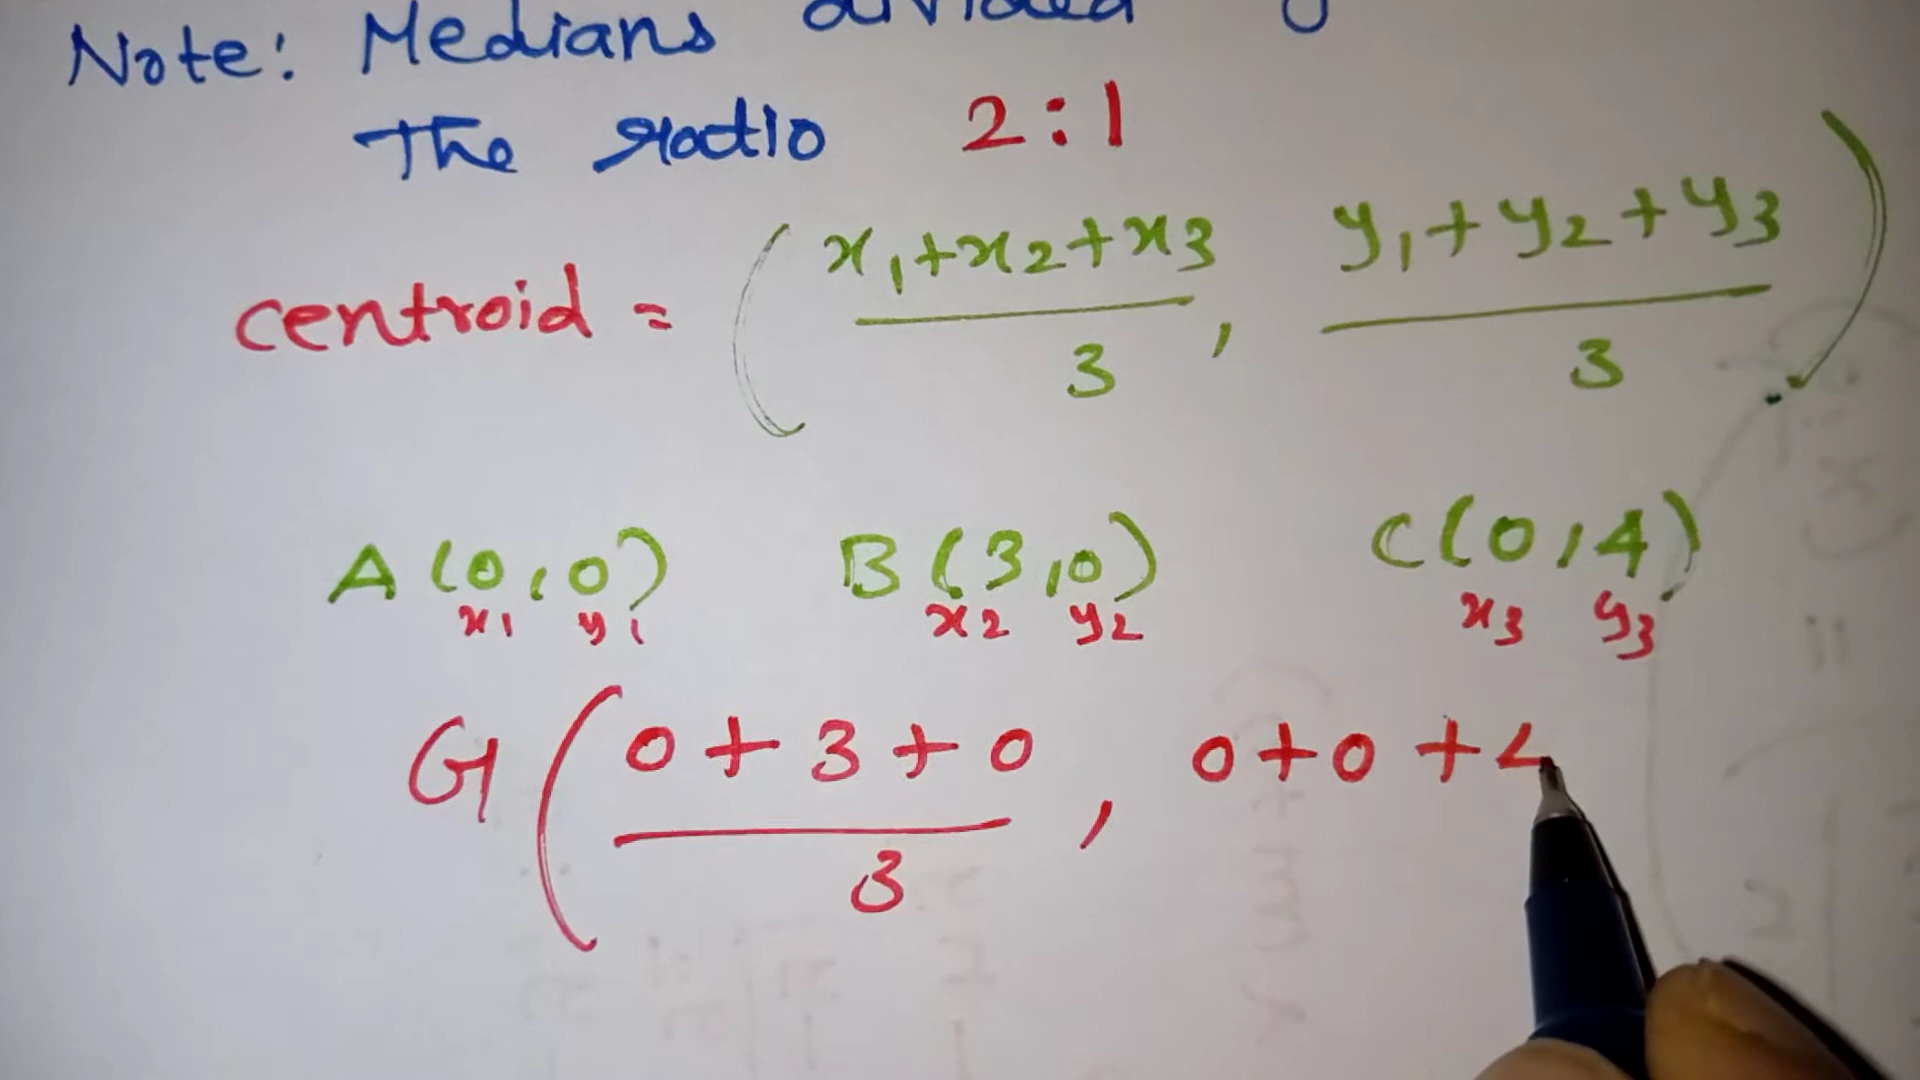 Note: Medians divided
The ratio 2:1
centroid = ( x1+x2+x3 / 3 , y1+y2+y3 / 3 )
A(0,0) B(3,0) C(0,4)
x1 y1 x2 y2 x3 y3
G ( 0+3+0 / 3 , 0+0+4